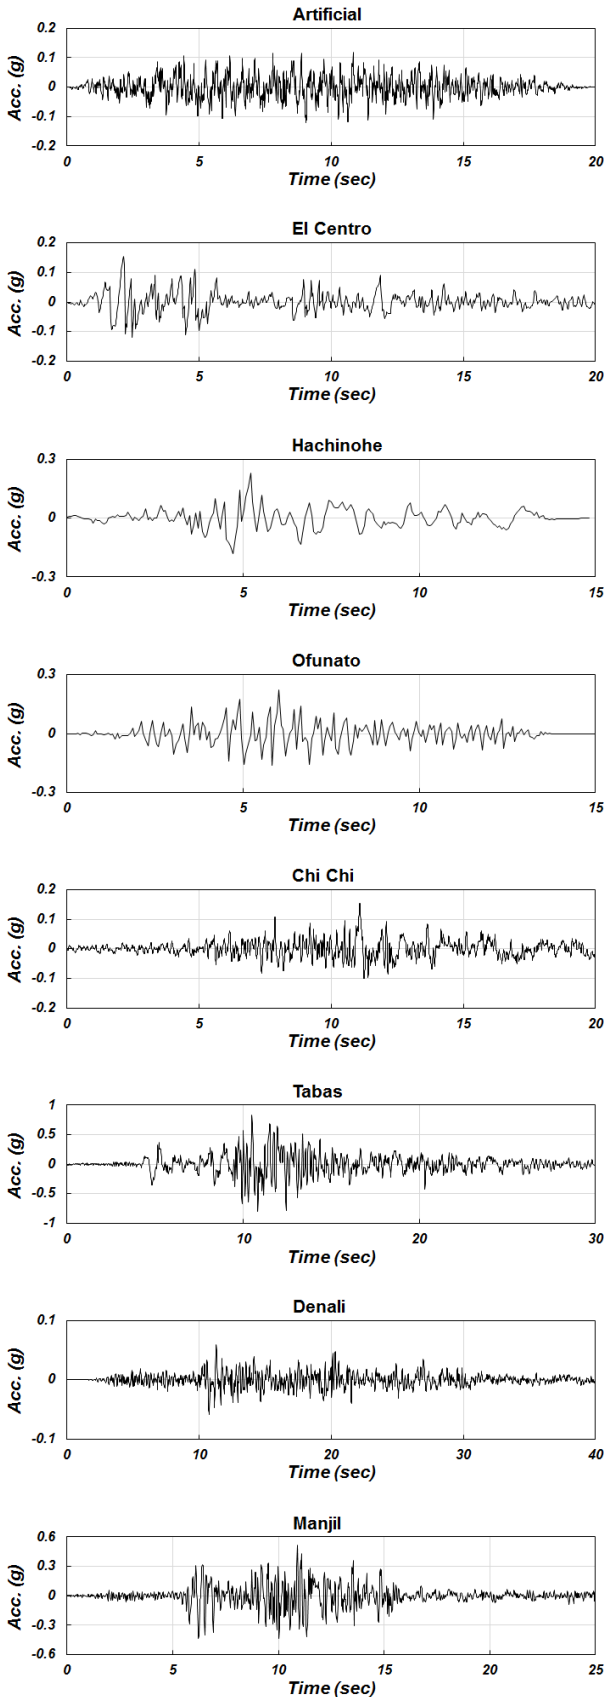 Artificial
Acc. (g)
0.2
0.1
0
-0.1
-0.2
0 5 10 15 20
Time (sec)
El Centro
Acc. (g)
0.2
0.1
0
-0.1
-0.2
0 5 10 15 20
Time (sec)
Hachinohe
Acc. (g)
0.3
0
-0.3
5 10 15
Time (sec)
Ofunato
Acc. (g)
0.3
0
-0.3
0 5 10 15
Time (sec)
Chi Chi
Acc. (g)
0.2
0.1
0
-0.1
-0.2
0 5 10 15 20
Time (sec)
Tabas
Acc. (g)
1
0.5
0
-0.5
-1
0 10 20 30
Time (sec)
Denali
Acc. (g)
0.1
0
-0.1
0 10 20 30 40
Time (sec)
Manjil
Acc. (g)
0.6
0.3
0
-0.3
-0.6
0 5 10 15 20 25
Time (sec)